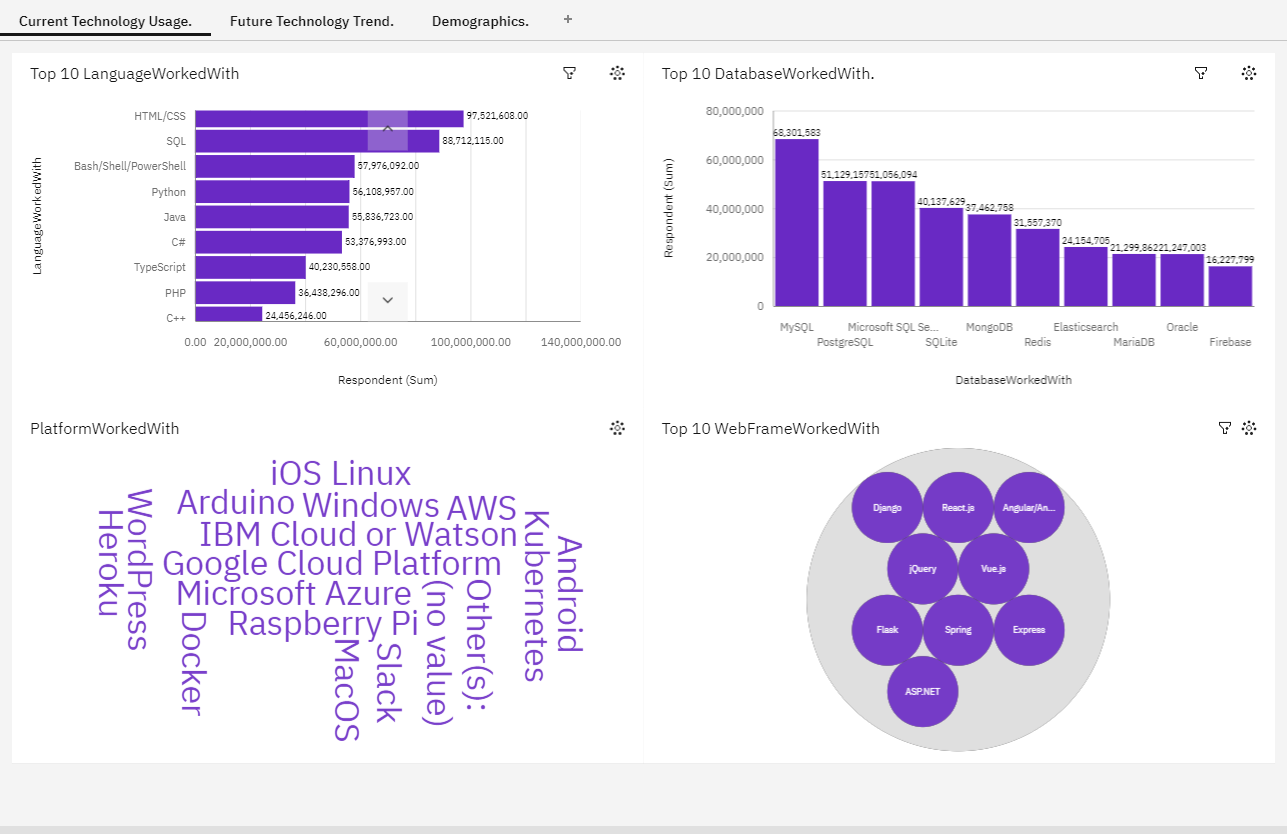 Current Technology Usage. Future Technology Trend. Demographics. +
Top 10 LanguageWorkedWith
LanguageWorkedWith
HTML/CSS 97,521,608.00
SQL 88,712,115.00
Bash/Shell/PowerShell 57,976,092.00
Python 56,108,957.00
Java 55,836,723.00
C# 53,376,993.00
TypeScript 40,230,558.00
PHP 36,438,296.00
C++ 24,456,246.00
0.00 20,000,000.00 60,000,000.00 100,000,000.00 140,000,000.00
Respondent (Sum)
Top 10 DatabaseWorkedWith.
Respondent (Sum)
80,000,000
60,000,000
40,000,000
20,000,000
0
68,301,583
51,129,157
51,056,094
40,137,629
37,462,758
31,557,370
24,154,705
21,299,862
21,247,003
16,227,799
MySQL Microsoft SQL Se... MongoDB Elasticsearch Oracle
PostgreSQL SQLite Redis MariaDB Firebase
DatabaseWorkedWith
PlatformWorkedWith
iOS Linux
Arduino Windows AWS
IBM Cloud or Watson
Google Cloud Platform
Microsoft Azure
Raspberry Pi
Heroku
WordPress
Docker
MacOS
Slack
(no value)
Other(s):
Kubernetes
Android
Top 10 WebFrameWorkedWith
Django React.js Angular/An...
jQuery Vue.js
Flask Spring Express
ASP.NET